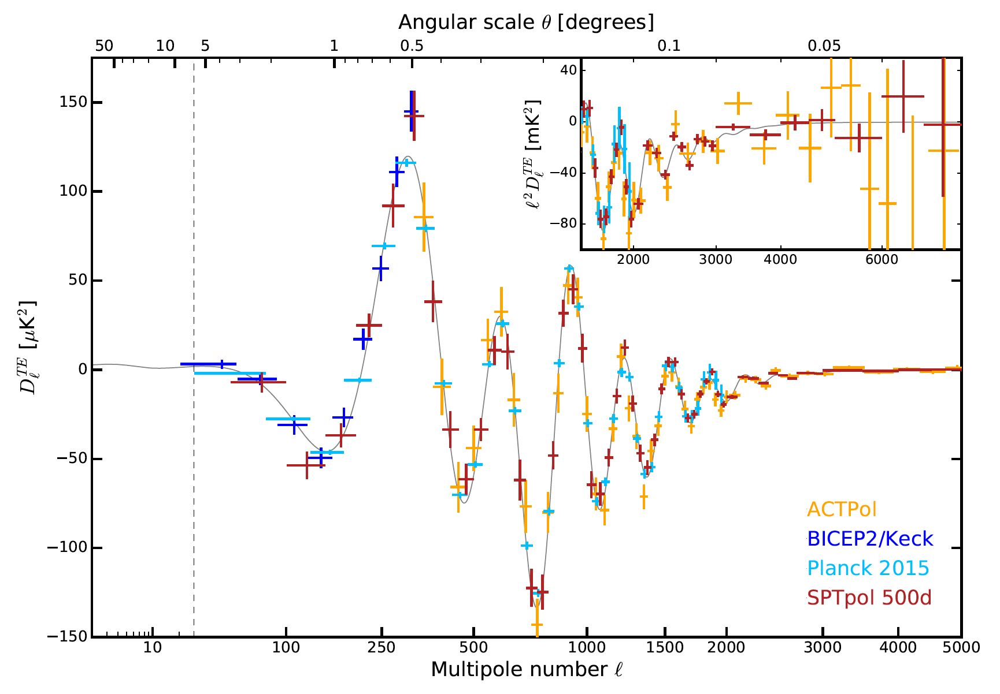 Angular scale θ [degrees]
50 10 5 1 0.5 0.1 0.05
150
100
50
0
−50
−100
−150
D_ℓ^{TE} [μK²]
40
0
−40
−80
ℓ² D_ℓ^{TE} [mK²]
2000 3000 4000 6000
ACTPol
BICEP2/Keck
Planck 2015
SPTpol 500d
10 100 250 500 1000 1500 2000 3000 4000 5000
Multipole number ℓ